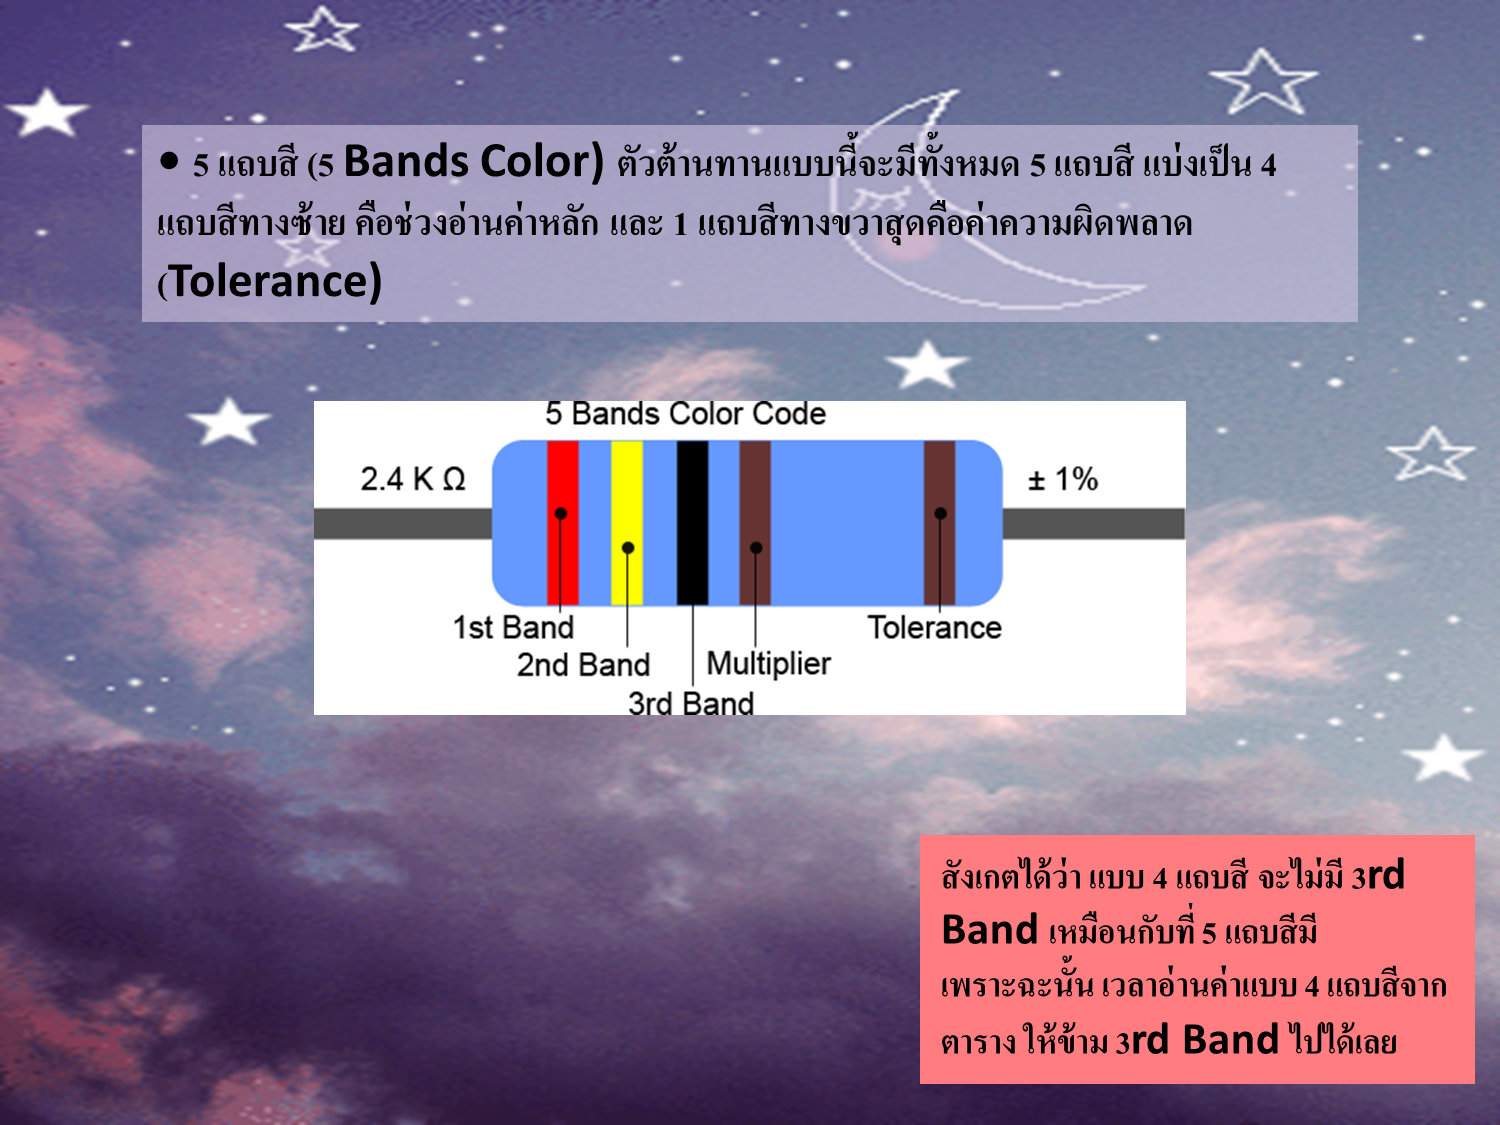 • 5 แถบสี (5 Bands Color) ตัวต้านทานแบบนี้จะมีทั้งหมด 5 แถบสี แบ่งเป็น 4
แถบสีทางซ้าย คือช่วงอ่านค่าหลัก และ 1 แถบสีทางขวาสุดคือค่าความผิดพลาด
(Tolerance)
5 Bands Color Code
2.4 K Ω
± 1%
1st Band
Tolerance
2nd Band
Multiplier
3rd Band
สังเกตได้ว่า แบบ 4 แถบสี จะไม่มี 3rd
Band เหมือนกับที่ 5 แถบสีมี
เพราะฉะนั้น เวลาอ่านค่าแบบ 4 แถบสีจาก
ตาราง ให้ข้าม 3rd Band ไปได้เลย